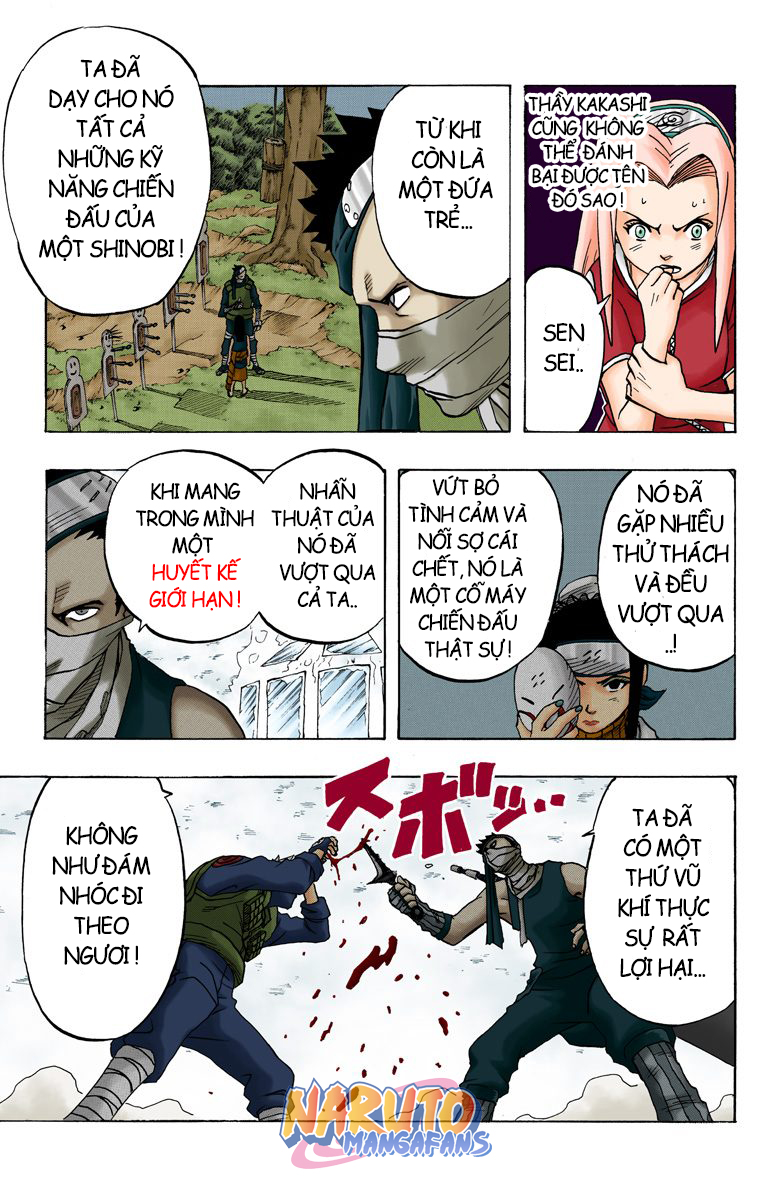 THẦY KAKASHI
CŨNG KHÔNG
THỂ ĐÁNH
BẠI ĐƯỢC TÊN
ĐÓ SAO !
SEN
SEI..
TỪ KHI
CÒN LÀ
MỘT ĐỨA
TRẺ...
TA ĐÃ
DẠY CHO NÓ
TẤT CẢ
NHỮNG KỸ
NĂNG CHIẾN
ĐẤU CỦA
MỘT SHINOBI !
NÓ ĐÃ
GẶP NHIỀU
THỬ THÁCH
VÀ ĐỀU
VƯỢT QUA
..!
VỨT BỎ
TÌNH CẢM VÀ
NỖI SỢ CÁI
CHẾT, NÓ LÀ
MỘT CỖ MÁY
CHIẾN ĐẤU
THẬT SỰ !
NHẪN
THUẬT CỦA
NÓ ĐÃ
VƯỢT QUA
CẢ TA..
KHI MANG
TRONG MÌNH
MỘT
HUYẾT KẾ
GIỚI HẠN !
TA ĐÃ
CÓ MỘT
THỨ VŨ
KHÍ THỰC
SỰ RẤT
LỢI HẠI...
ズボッ..
KHÔNG
NHƯ ĐÁM
NHÓC ĐI
THEO
NGƯƠI !
NARUTO
MANGAFANS